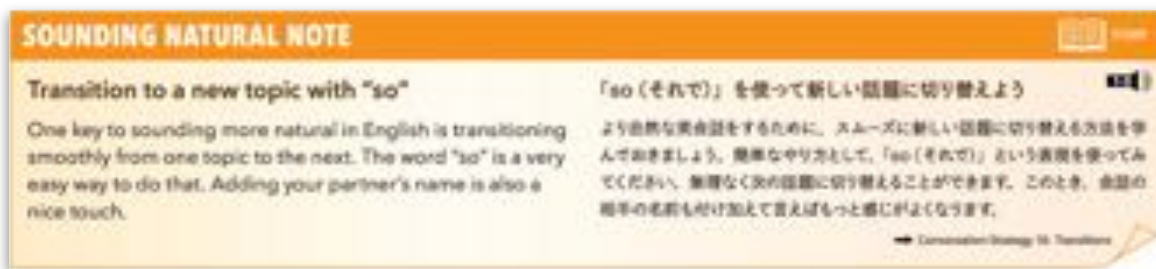 SOUNDING NATURAL NOTE
Transition to a new topic with "so"
One key to sounding more natural in English is transitioning
smoothly from one topic to the next. The word "so" is a very
easy way to do that. Adding your partner's name is also a
nice touch.
「so（それで）」を使って新しい話題に切り替えよう
より自然な英会話をするために、スムーズに新しい話題に切り替える方法を学
んでおきましょう。簡単なやり方として、「so（それで）」という表現を使ってみ
てください。無理なく次の話題に切り替えることができます。このとき、会話の
相手の名前も付け加えて言えばもっと感じがよくなります。
➡ Conversation Strategy 10: Transitions